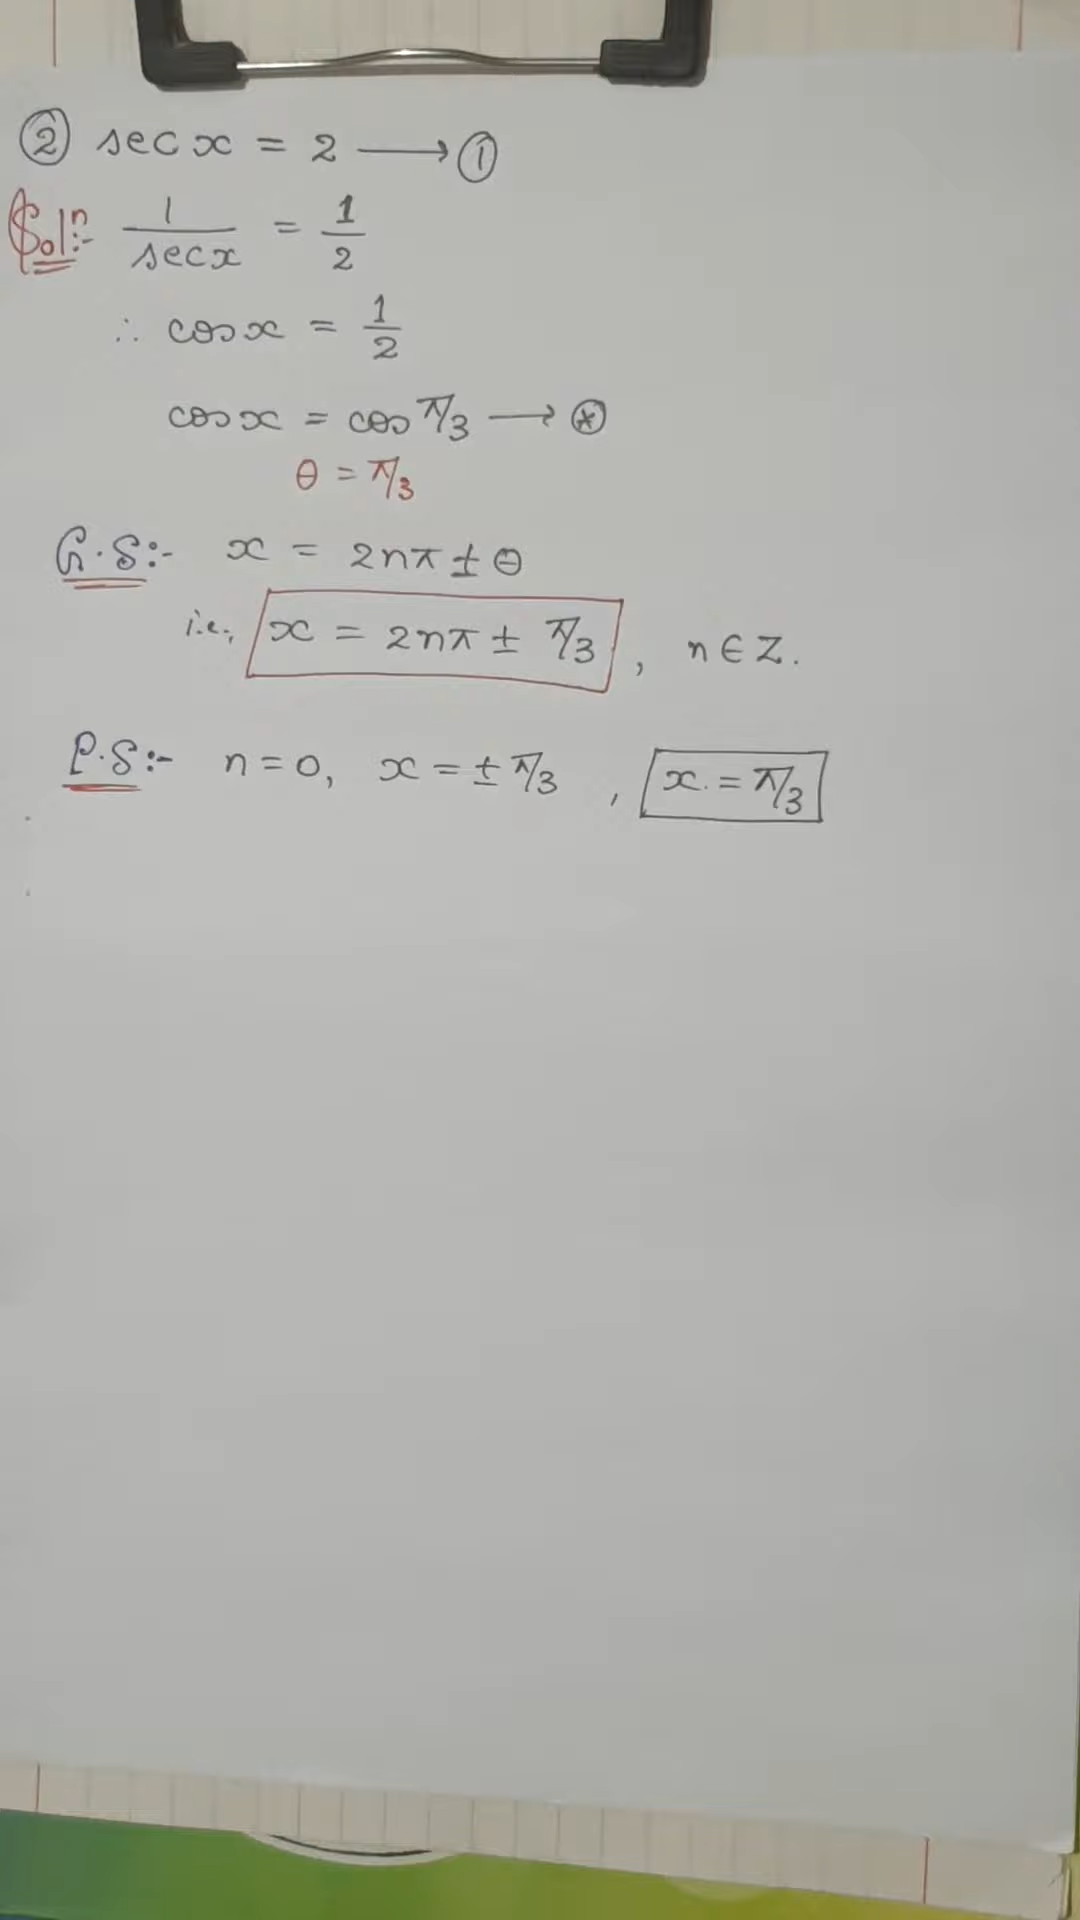 ② sec x = 2 ⟶ ①
Solⁿ:- 1/sec x = 1/2
∴ cos x = 1/2
cos x = cos π/3 ⟶ ⊛
θ = π/3
G.S:- x = 2nπ ± θ
i.e., x = 2nπ ± π/3 , n ∈ Z.
P.S:- n=0, x = ± π/3 , x = π/3